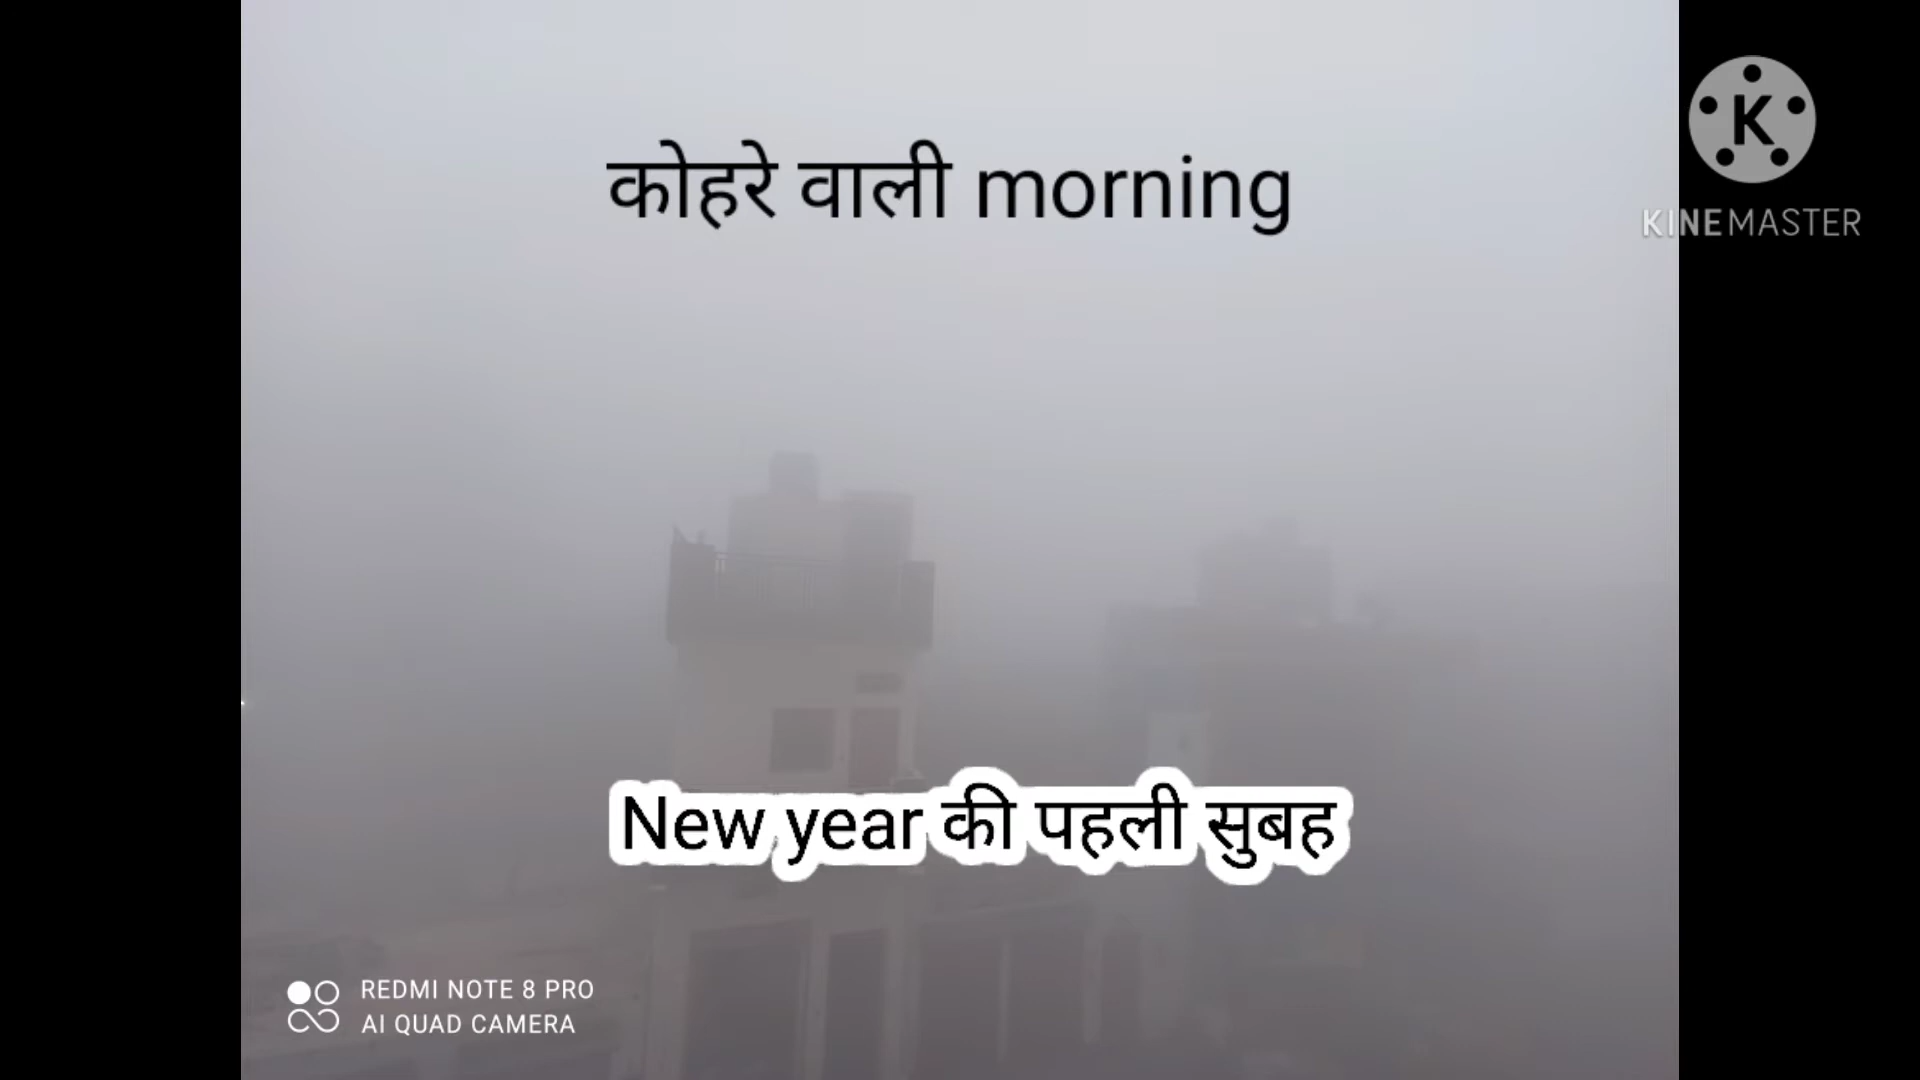 कोहरे वाली morning
K
KINEMASTER
New year की पहली सुबह
REDMI NOTE 8 PRO
AI QUAD CAMERA